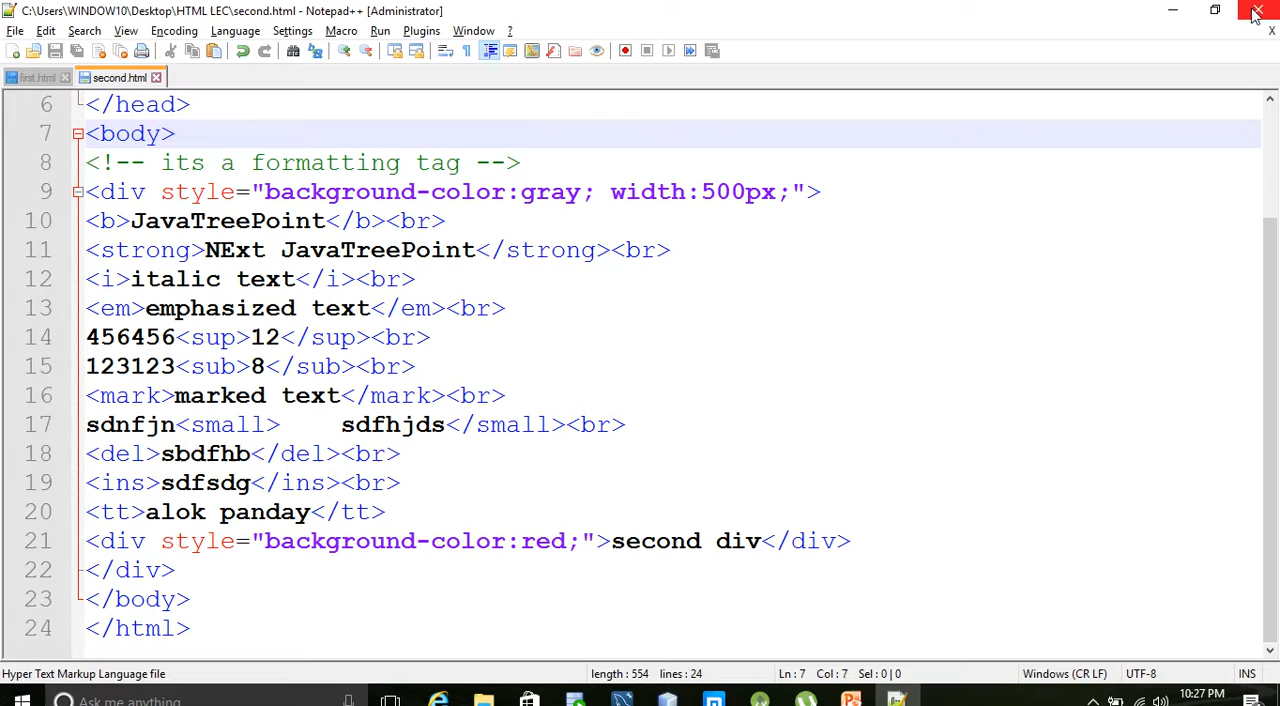 C:\Users\WINDOW10\Desktop\HTML LEC\second.html - Notepad++ [Administrator]
File Edit Search View Encoding Language Settings Macro Run Plugins Window ? X
first.html second.html
6 </head>
7 <body>
8 <!-- its a formatting tag -->
9 <div style="background-color:gray; width:500px;">
10 <b>JavaTreePoint</b><br>
11 <strong>NExt JavaTreePoint</strong><br>
12 <i>italic text</i><br>
13 <em>emphasized text</em><br>
14 456456<sup>12</sup><br>
15 123123<sub>8</sub><br>
16 <mark>marked text</mark><br>
17 sdnfjn<small>    sdfhjds</small><br>
18 <del>sbdfhb</del><br>
19 <ins>sdfsdg</ins><br>
20 <tt>alok panday</tt>
21 <div style="background-color:red;">second div</div>
22 </div>
23 </body>
24 </html>
Hyper Text Markup Language file length : 554 lines : 24 Ln : 7 Col : 7 Sel : 0 | 0 Windows (CR LF) UTF-8 INS
Ask me anything 10:27 PM